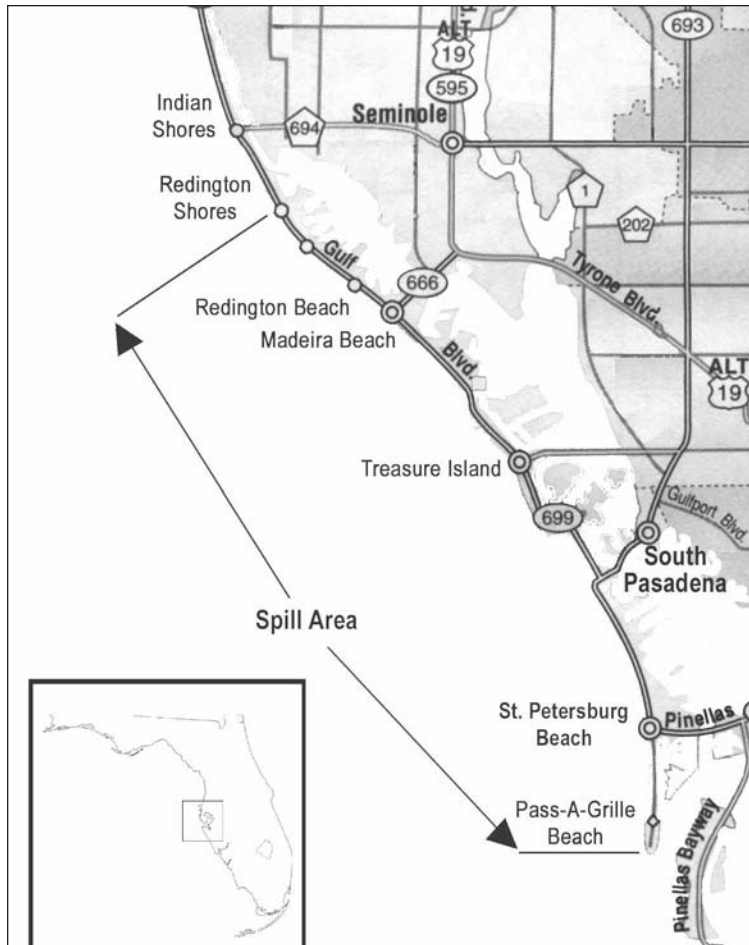 ALT
19
595
693
Seminole
Indian
Shores
694
Redington
Shores
1
202
Gulf
666
Tyrone Blvd.
Redington Beach
Madeira Beach
Blvd.
ALT
19
Treasure Island
699
Gulfport Blvd.
South
Pasadena
Spill Area
St. Petersburg
Beach
Pinellas
Pass-A-Grille
Beach
Pinellas Bayway